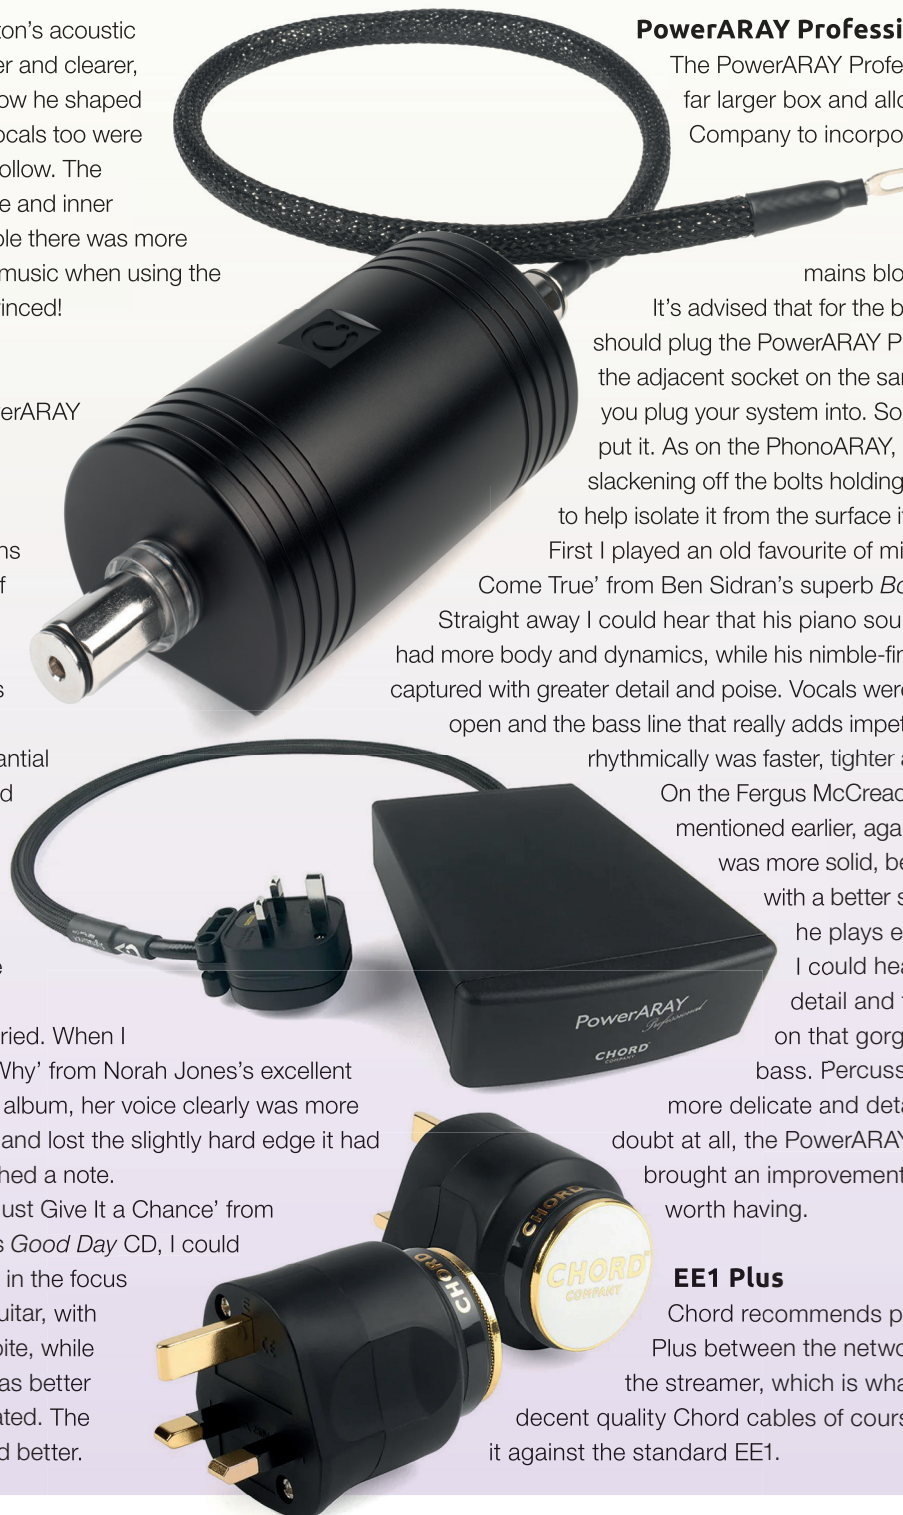 ton's acoustic
er and clearer,
ow he shaped
ocals too were
ollow. The
e and inner
ole there was more
music when using the
inced!
erARAY
ns
f
s
antial
d
e
ried. When I
Why' from Norah Jones's excellent
album, her voice clearly was more
and lost the slightly hard edge it had
hed a note.
ust Give It a Chance' from
s Good Day CD, I could
in the focus
uitar, with
bite, while
as better
ated. The
d better.
PowerARAY Professi
The PowerARAY Profe
far larger box and allo
Company to incorpo
mains blo
It's advised that for the b
should plug the PowerARAY P
the adjacent socket on the sa
you plug your system into. So
put it. As on the PhonoARAY,
slackening off the bolts holding
to help isolate it from the surface i
First I played an old favourite of mi
Come True' from Ben Sidran's superb Bo
Straight away I could hear that his piano sou
had more body and dynamics, while his nimble-fin
captured with greater detail and poise. Vocals were
open and the bass line that really adds impet
rhythmically was faster, tighter a
On the Fergus McCread
mentioned earlier, aga
was more solid, be
with a better s
he plays e
I could hea
detail and
on that gorg
bass. Percuss
more delicate and deta
doubt at all, the PowerARAY
brought an improvement
worth having.
EE1 Plus
Chord recommends p
Plus between the netwo
the streamer, which is wha
decent quality Chord cables of cours
it against the standard EE1.
PowerARAY
Professional
CHORD
COMPANY
CHORD
CHORD
COMPANY
CHORD